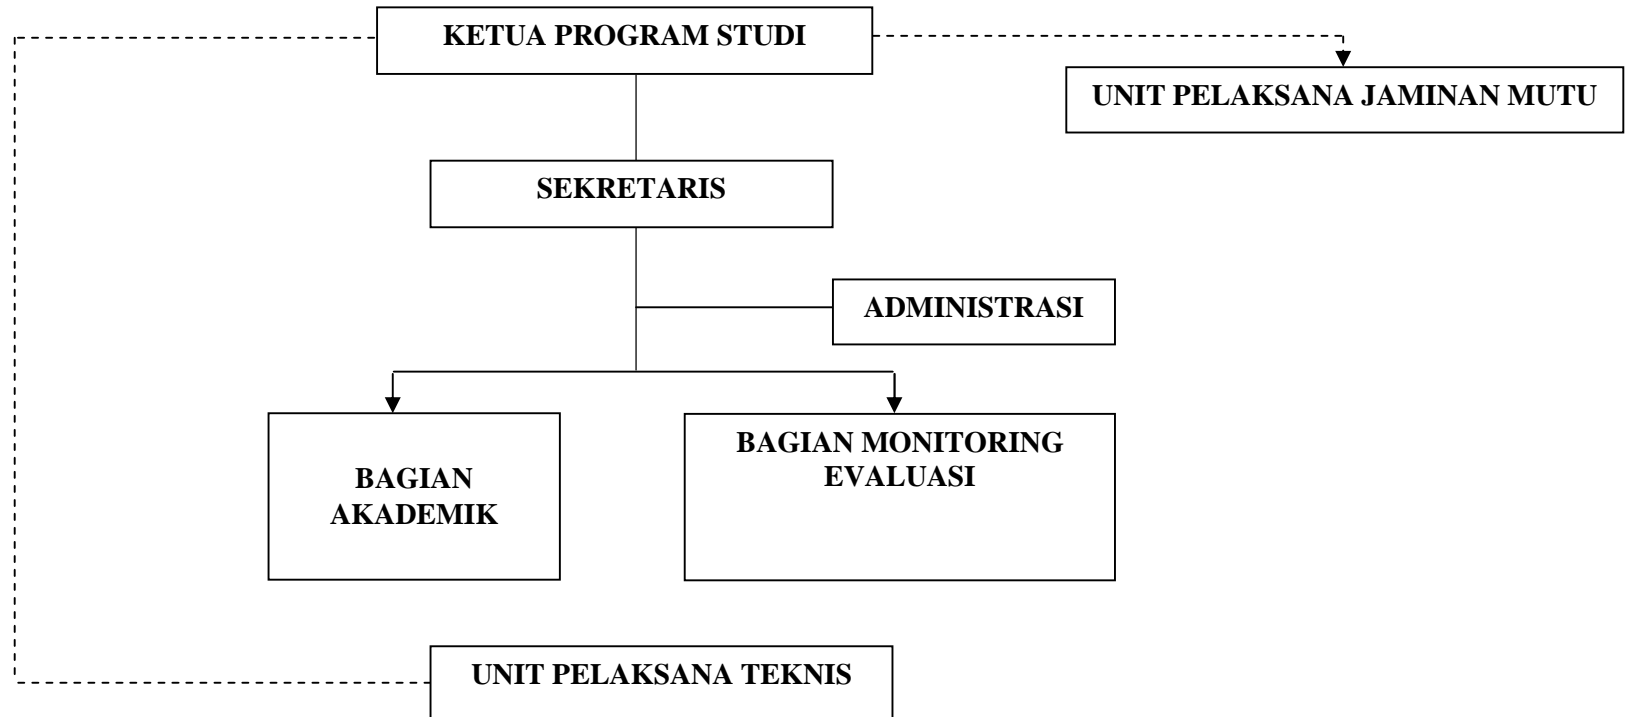 KETUA PROGRAM STUDI
UNIT PELAKSANA JAMINAN MUTU
SEKRETARIS
ADMINISTRASI
BAGIAN
AKADEMIK
BAGIAN MONITORING
EVALUASI
UNIT PELAKSANA TEKNIS